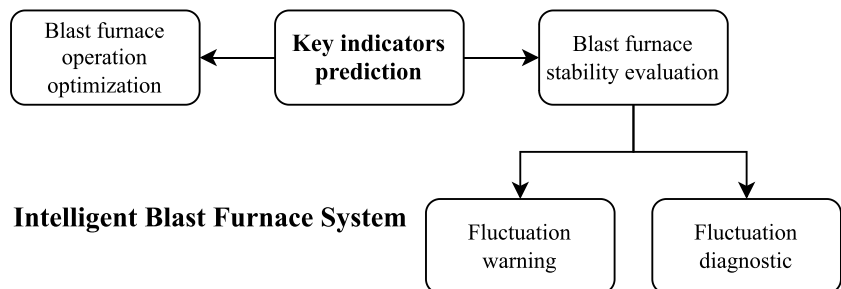 Blast furnace
operation
optimization
Key indicators
prediction
Blast furnace
stability evaluation
Intelligent Blast Furnace System
Fluctuation
warning
Fluctuation
diagnostic